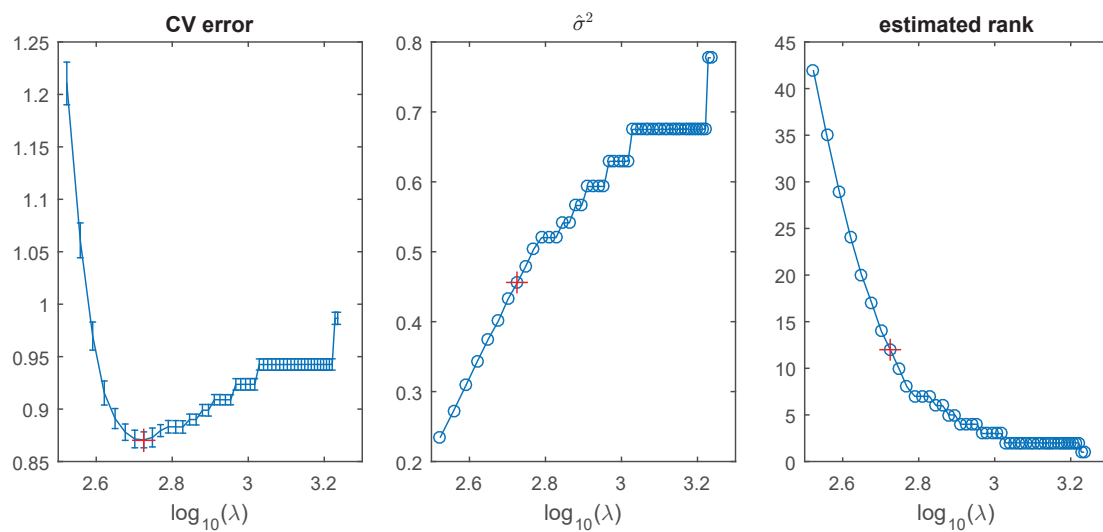 CV error
1.25
1.2
1.15
1.1
1.05
1
0.95
0.9
0.85
2.6 2.8 3 3.2
log₁₀(λ)
σ̂²
0.8
0.7
0.6
0.5
0.4
0.3
0.2
2.6 2.8 3 3.2
log₁₀(λ)
estimated rank
45
40
35
30
25
20
15
10
5
0
2.6 2.8 3 3.2
log₁₀(λ)